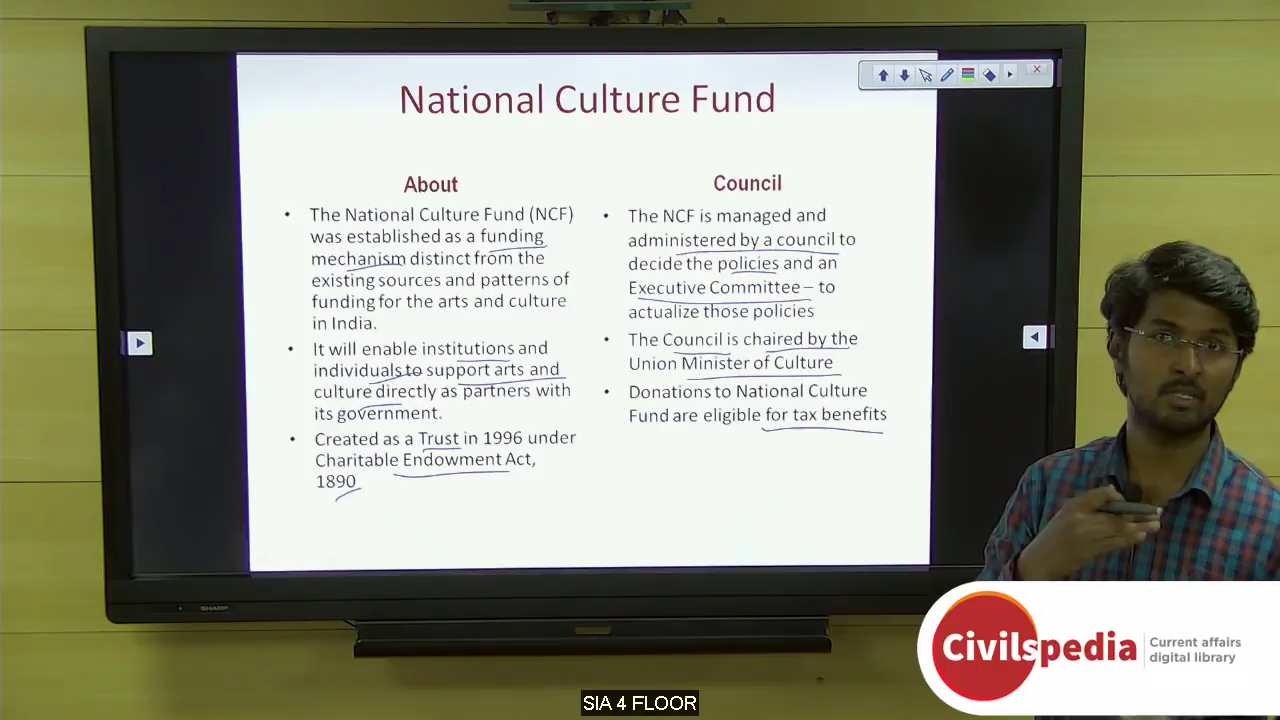 National Culture Fund
About
• The National Culture Fund (NCF)
was established as a funding
mechanism distinct from the
existing sources and patterns of
funding for the arts and culture
in India.
• It will enable institutions and
individuals to support arts and
culture directly as partners with
its government.
• Created as a Trust in 1996 under
Charitable Endowment Act,
1890
Council
• The NCF is managed and
administered by a council to
decide the policies and an
Executive Committee – to
actualize those policies
• The Council is chaired by the
Union Minister of Culture
• Donations to National Culture
Fund are eligible for tax benefits
SHARP
Civilspedia
Current affairs
digital library
SIA 4 FLOOR